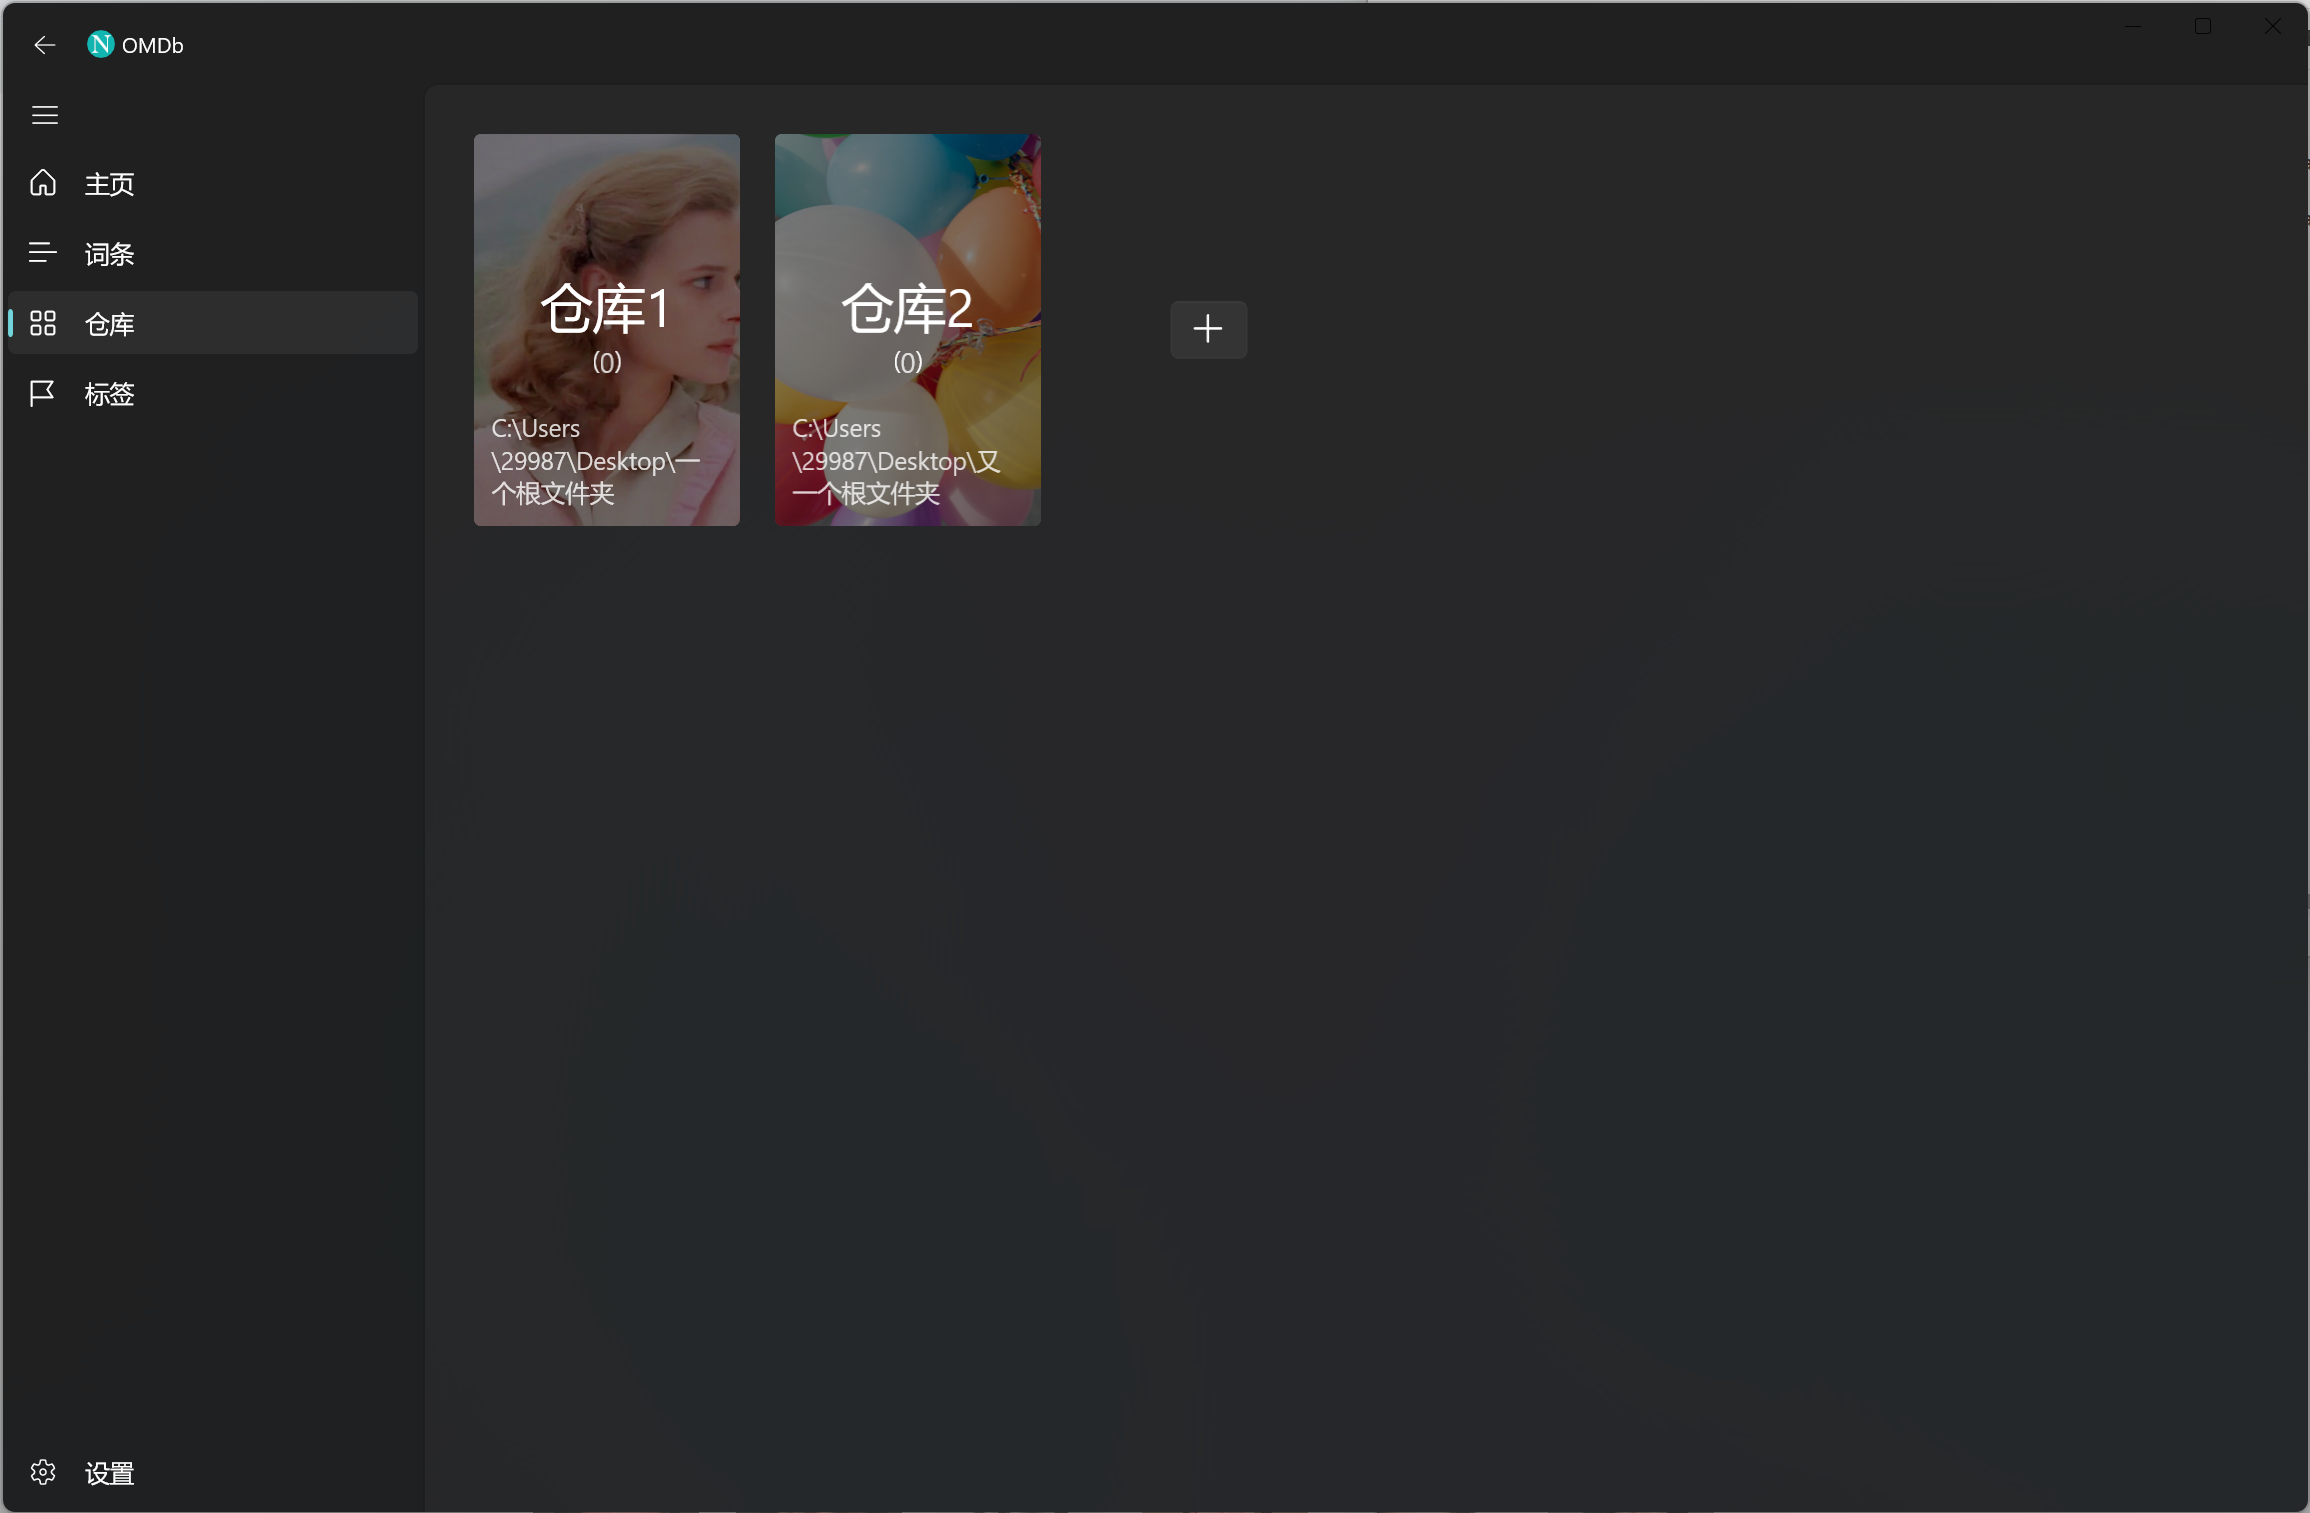 OMDb
主页
词条
仓库
标签
仓库1
(0)
C:\Users
\29987\Desktop\一
个根文件夹
仓库2
(0)
C:\Users
\29987\Desktop\又
一个根文件夹
设置